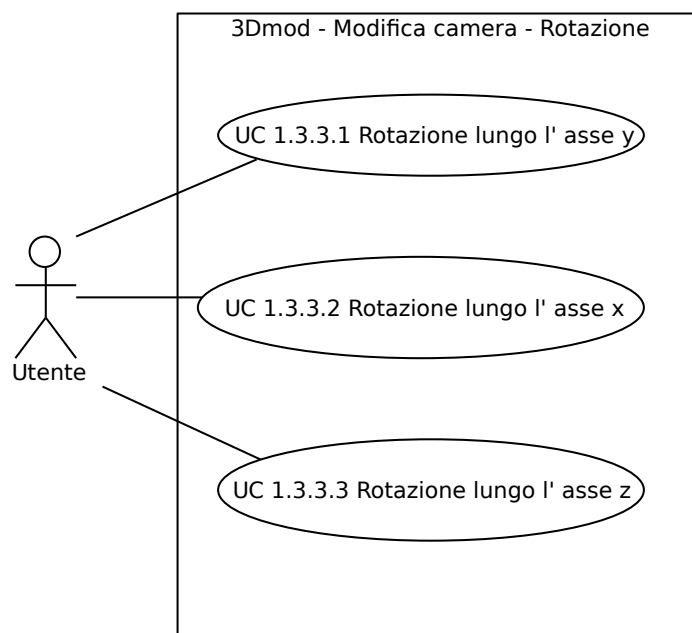 3Dmod - Modifica camera - Rotazione
UC 1.3.3.1 Rotazione lungo l' asse y
UC 1.3.3.2 Rotazione lungo l' asse x
Utente
UC 1.3.3.3 Rotazione lungo l' asse z